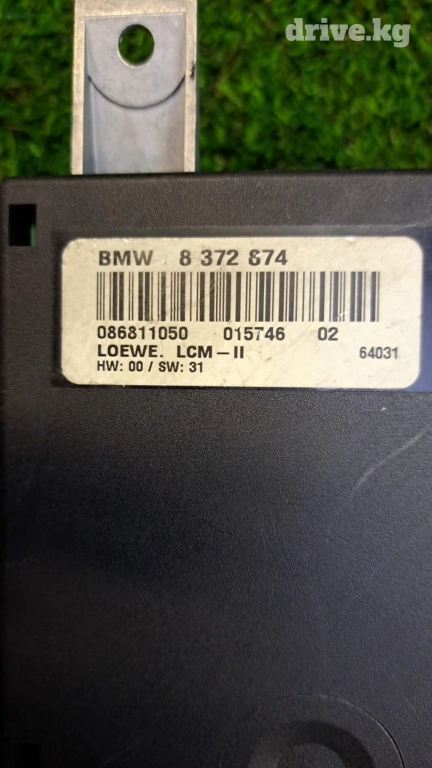 drive.kg
BMW 8 372 874
086811050 015746 02
LOEWE. LCM-II 64031
HW: 00 / SW: 31